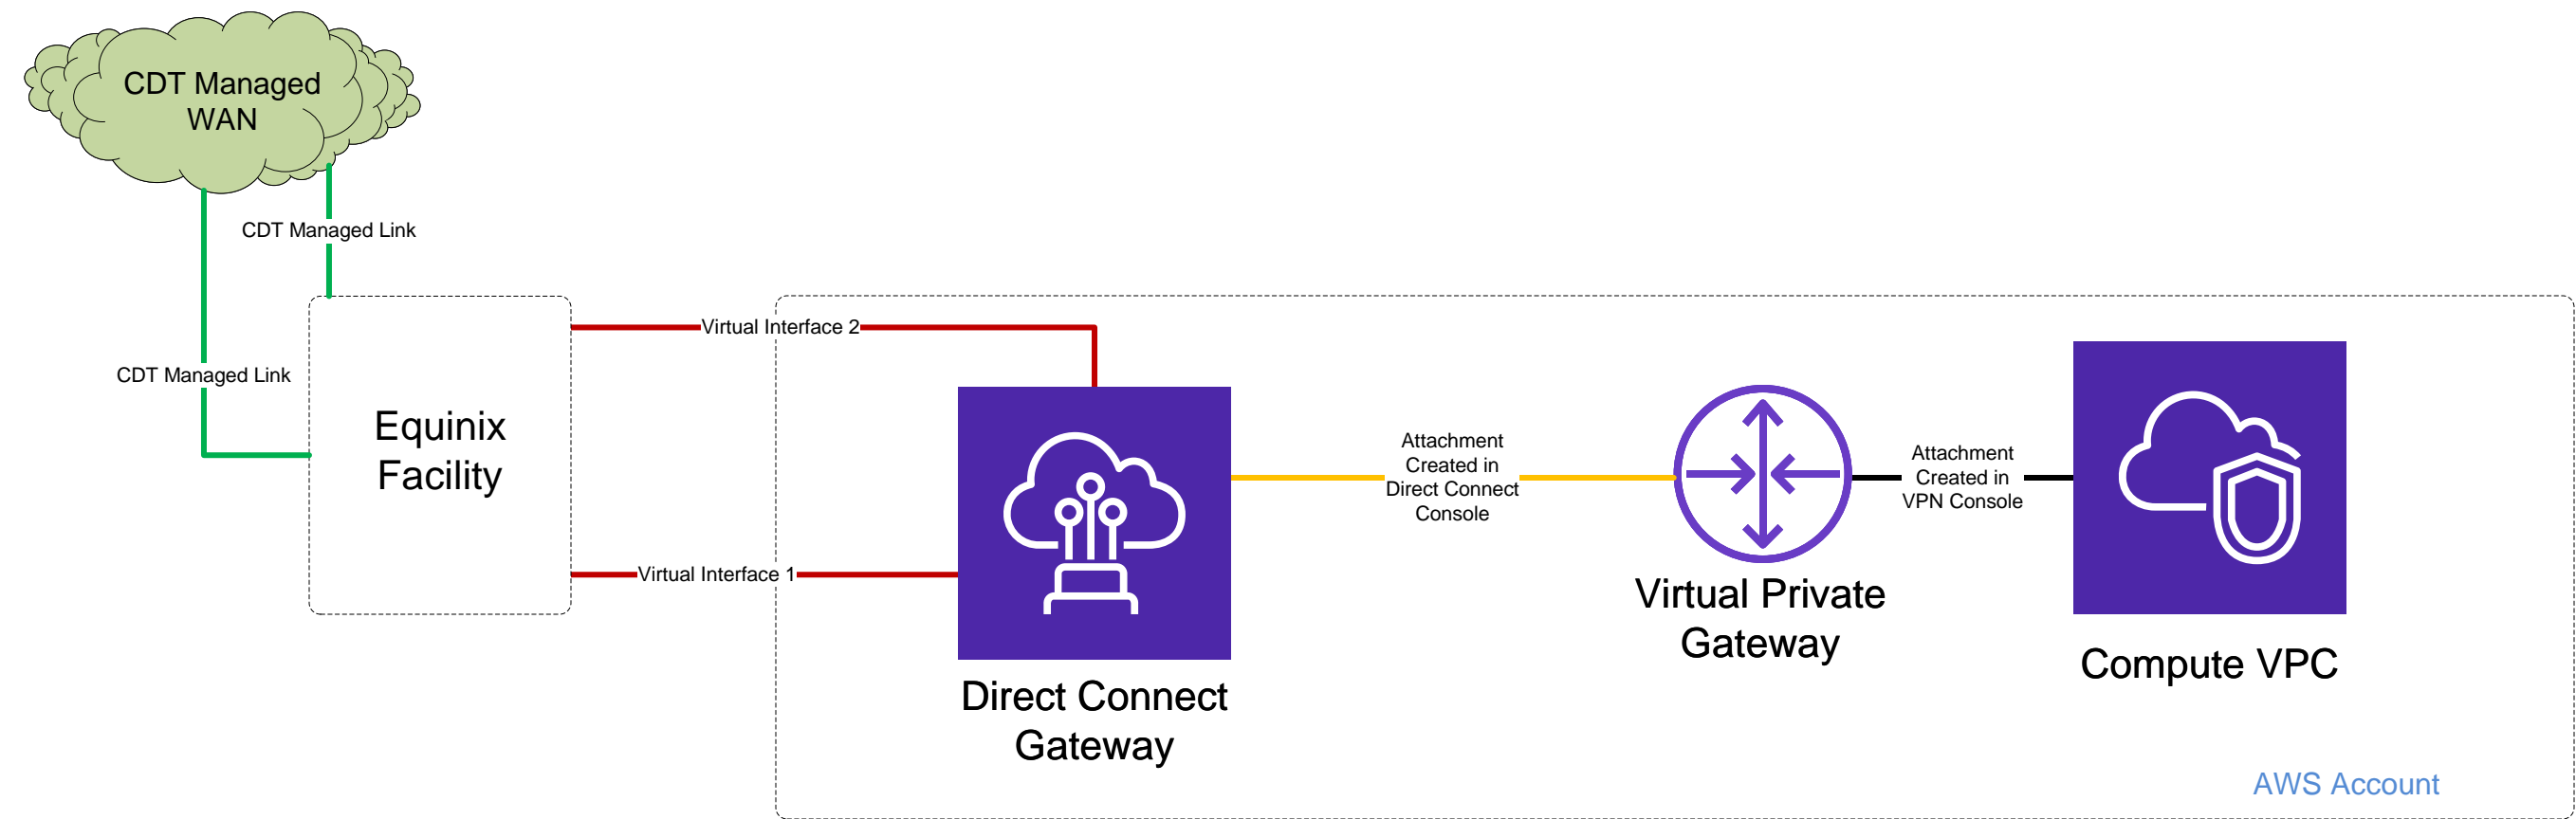 CDT Managed
WAN
CDT Managed Link
CDT Managed Link
Equinix
Facility
Virtual Interface 2
Virtual Interface 1
Direct Connect
Gateway
Attachment
Created in
Direct Connect
Console
Virtual Private
Gateway
Attachment
Created in
VPN Console
Compute VPC
AWS Account